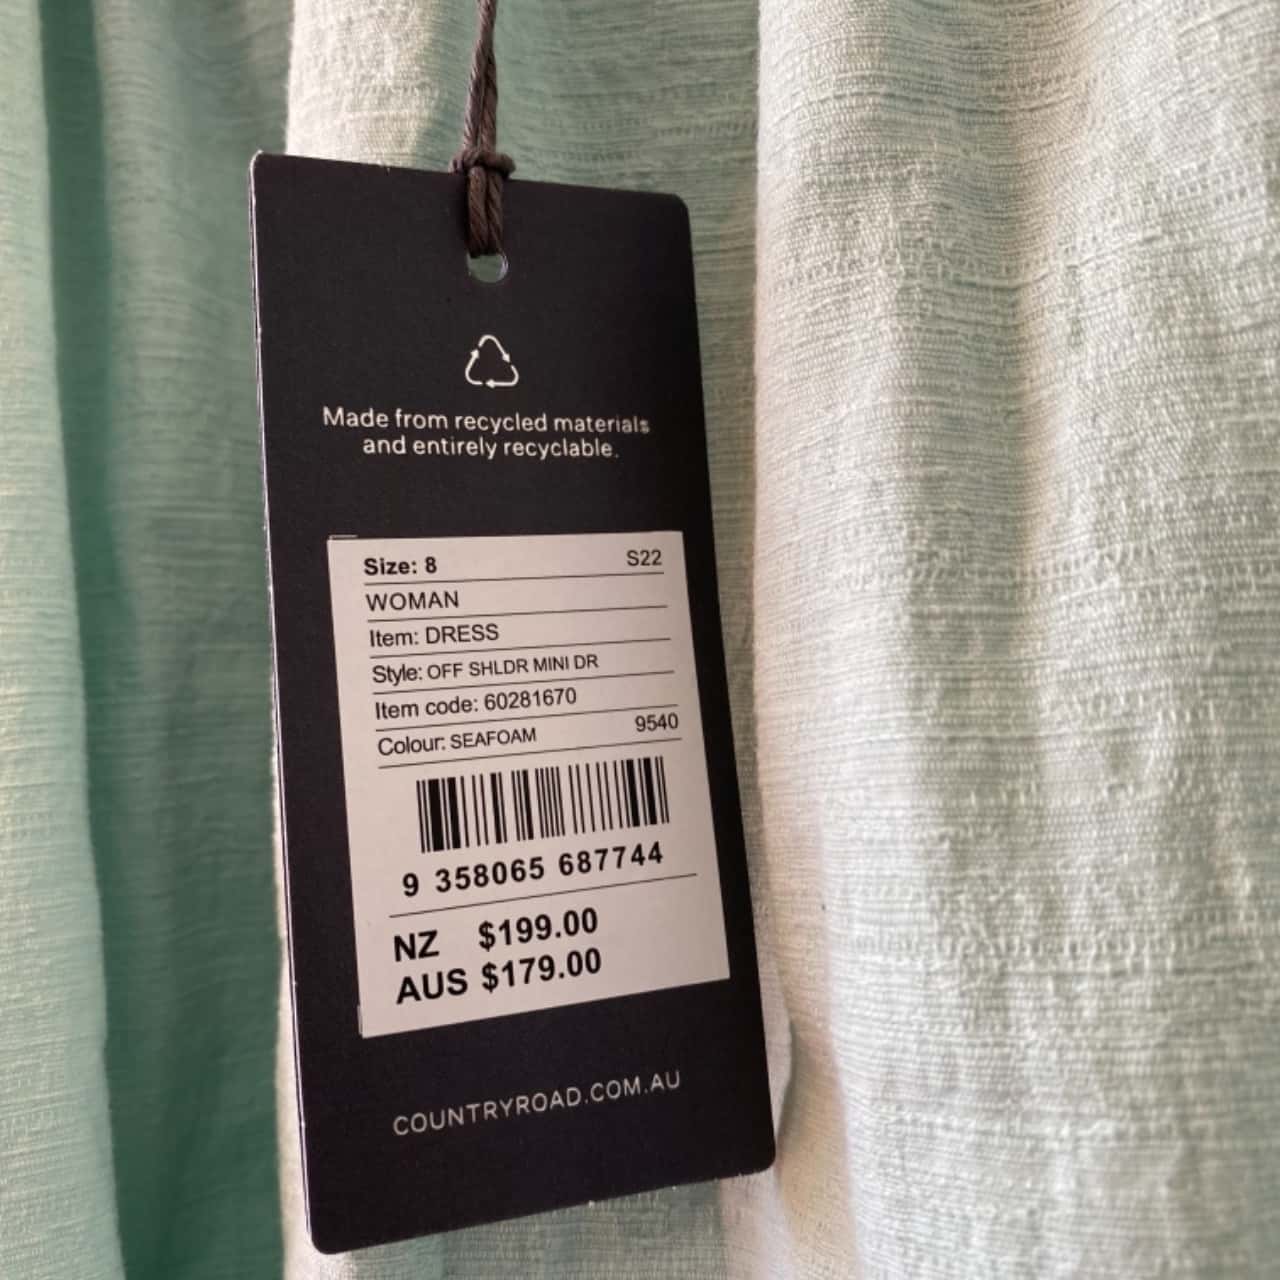 Made from recycled materials
and entirely recyclable.
Size: 8 S22
WOMAN
Item: DRESS
Style: OFF SHLDR MINI DR
Item code: 60281670
Colour: SEAFOAM 9540
9 358065 687744
NZ $199.00
AUS $179.00
COUNTRYROAD.COM.AU